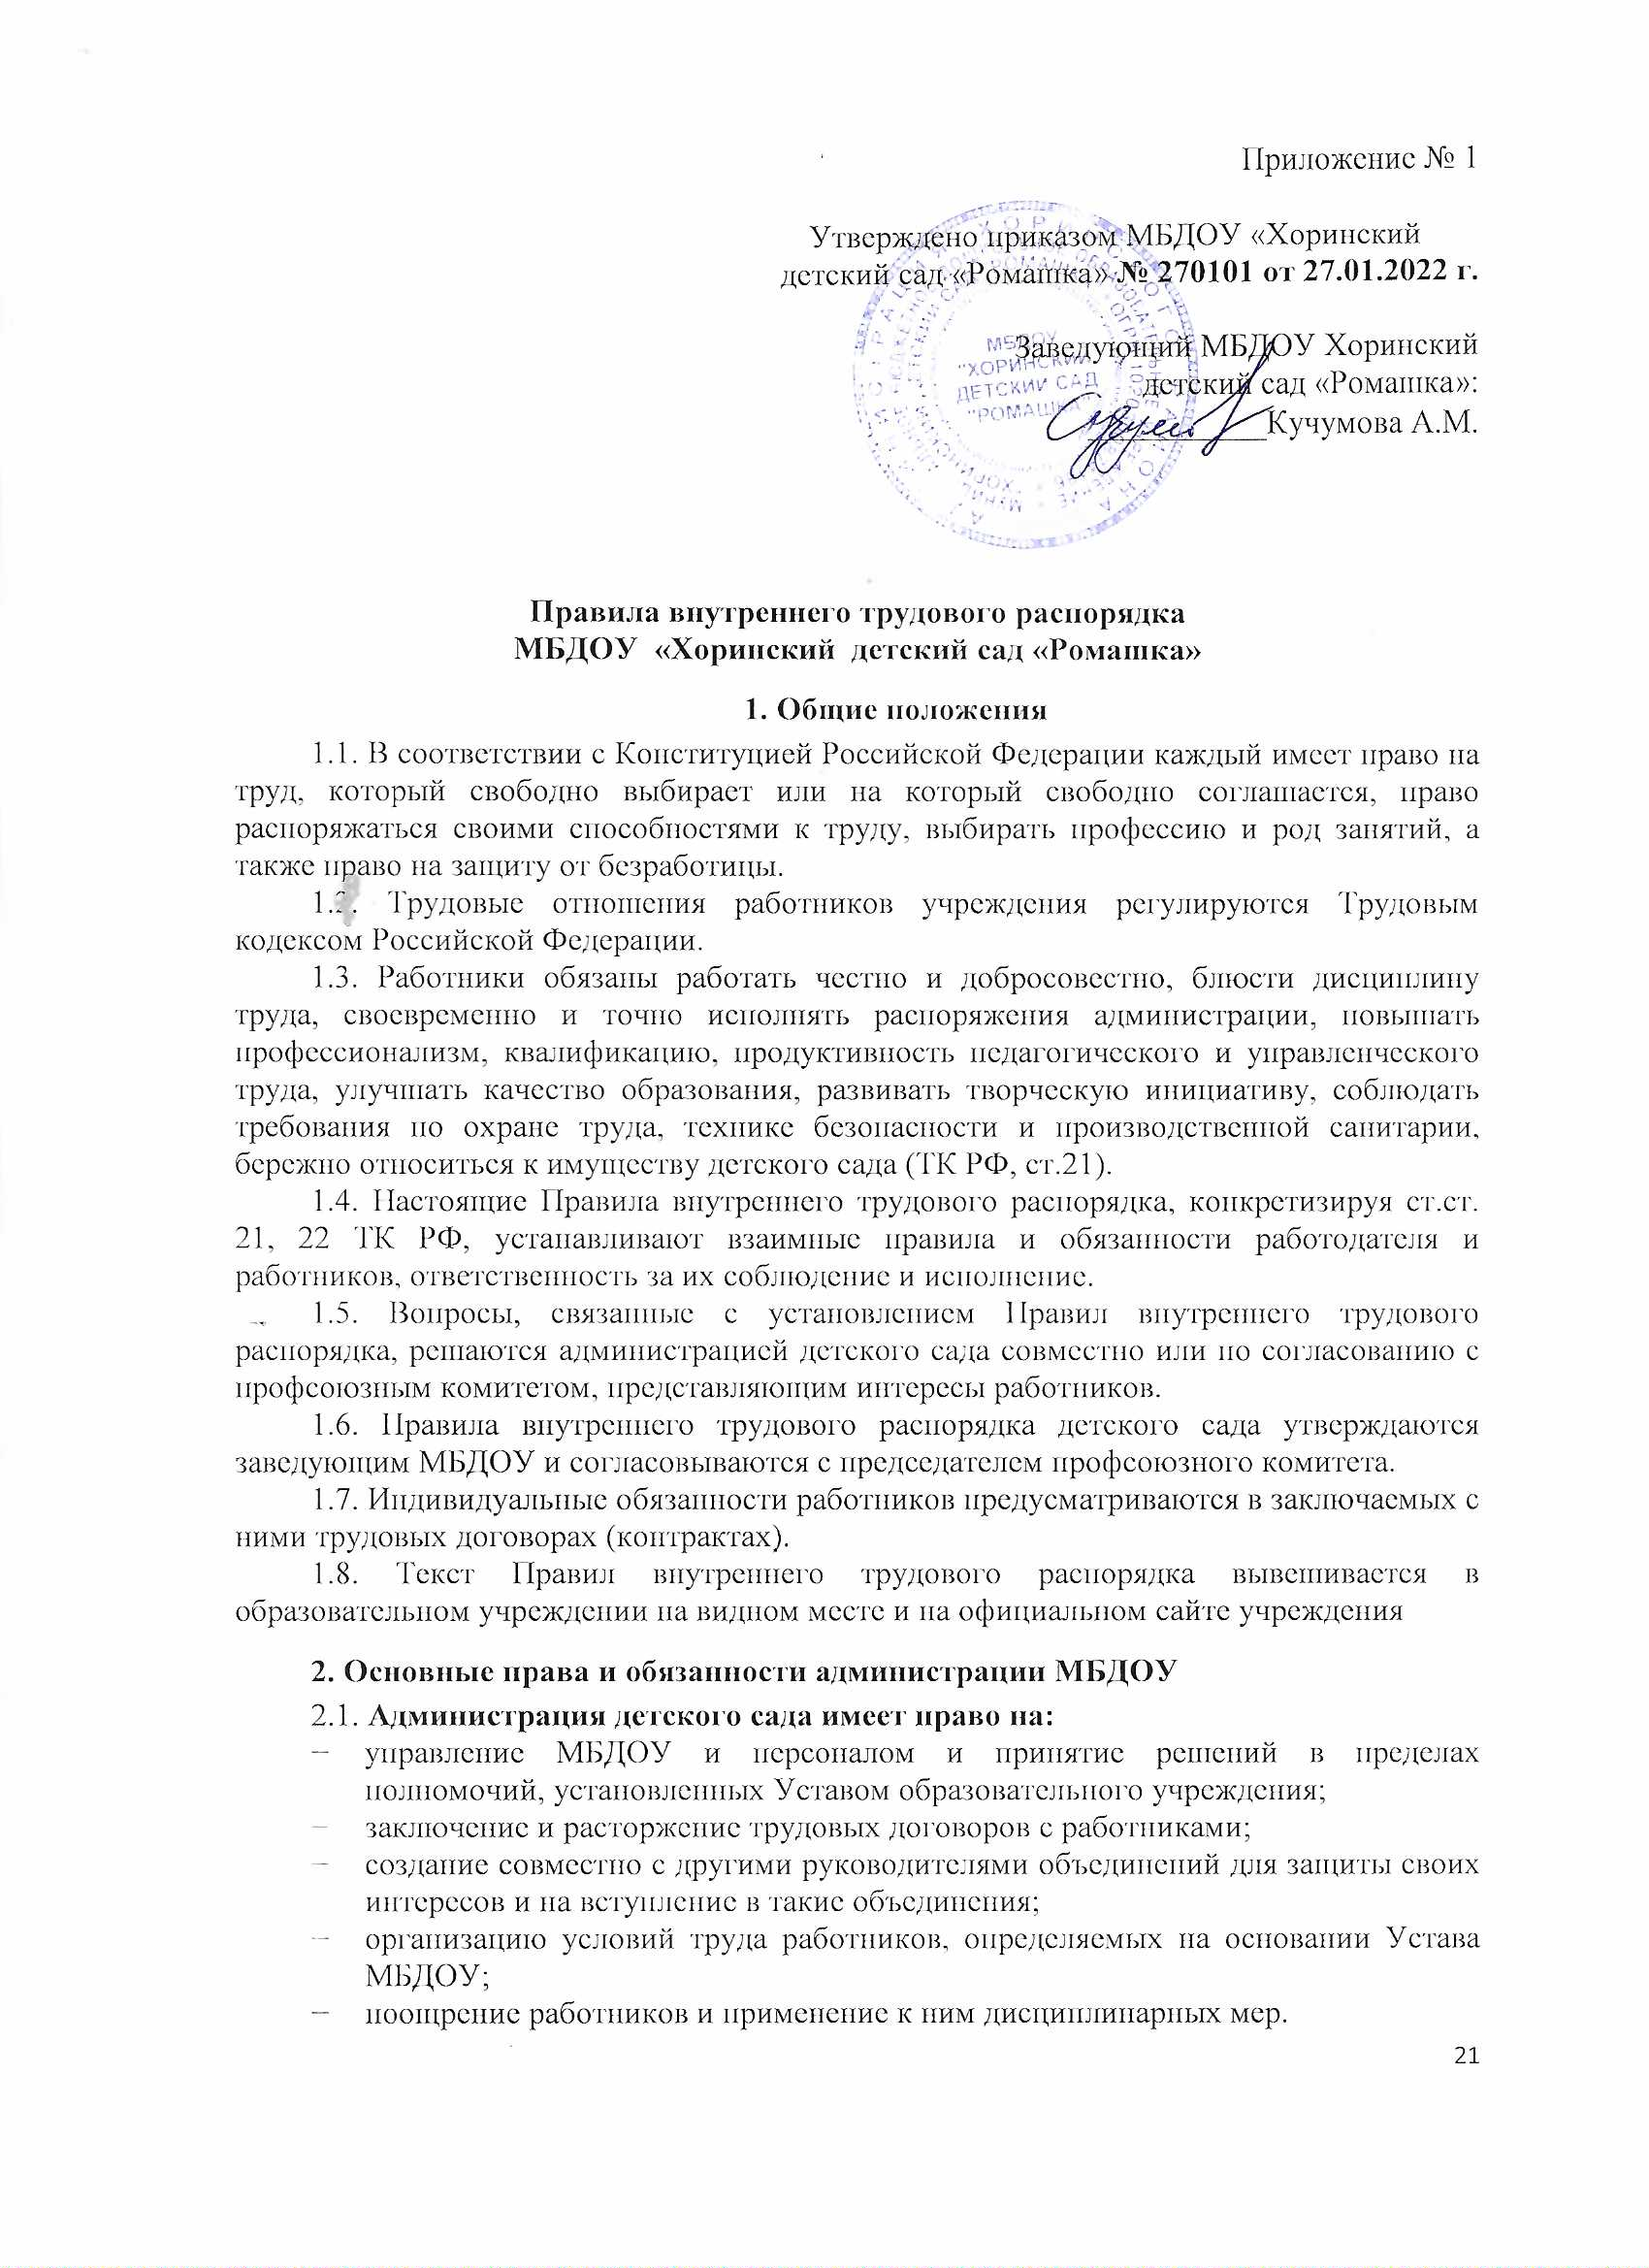 Приложение № 1
Утверждено приказом МБДОУ «Хоринский
детский сад «Ромашка» № 270101 от 27.01.2022 г.
Заведующий МБДОУ Хоринский
детский сад «Ромашка»:
Кучумова А.М.
МБДОУ
"ХОРИНСКИЙ
ДЕТСКИЙ САД
"РОМАШКА"
Правила внутреннего трудового распорядка
МБДОУ «Хоринский детский сад «Ромашка»
1. Общие положения
1.1. В соответствии с Конституцией Российской Федерации каждый имеет право на
труд, который свободно выбирает или на который свободно соглашается, право
распоряжаться своими способностями к труду, выбирать профессию и род занятий, а
также право на защиту от безработицы.
1.2. Трудовые отношения работников учреждения регулируются Трудовым
кодексом Российской Федерации.
1.3. Работники обязаны работать честно и добросовестно, блюсти дисциплину
труда, своевременно и точно исполнять распоряжения администрации, повышать
профессионализм, квалификацию, продуктивность педагогического и управленческого
труда, улучшать качество образования, развивать творческую инициативу, соблюдать
требования по охране труда, технике безопасности и производственной санитарии,
бережно относиться к имуществу детского сада (ТК РФ, ст.21).
1.4. Настоящие Правила внутреннего трудового распорядка, конкретизируя ст.ст.
21, 22 ТК РФ, устанавливают взаимные правила и обязанности работодателя и
работников, ответственность за их соблюдение и исполнение.
1.5. Вопросы, связанные с установлением Правил внутреннего трудового
распорядка, решаются администрацией детского сада совместно или по согласованию с
профсоюзным комитетом, представляющим интересы работников.
1.6. Правила внутреннего трудового распорядка детского сада утверждаются
заведующим МБДОУ и согласовываются с председателем профсоюзного комитета.
1.7. Индивидуальные обязанности работников предусматриваются в заключаемых с
ними трудовых договорах (контрактах).
1.8. Текст Правил внутреннего трудового распорядка вывешивается в
образовательном учреждении на видном месте и на официальном сайте учреждения
2. Основные права и обязанности администрации МБДОУ
2.1. Администрация детского сада имеет право на:
− управление МБДОУ и персоналом и принятие решений в пределах
полномочий, установленных Уставом образовательного учреждения;
− заключение и расторжение трудовых договоров с работниками;
− создание совместно с другими руководителями объединений для защиты своих
интересов и на вступление в такие объединения;
− организацию условий труда работников, определяемых на основании Устава
МБДОУ;
− поощрение работников и применение к ним дисциплинарных мер.
21